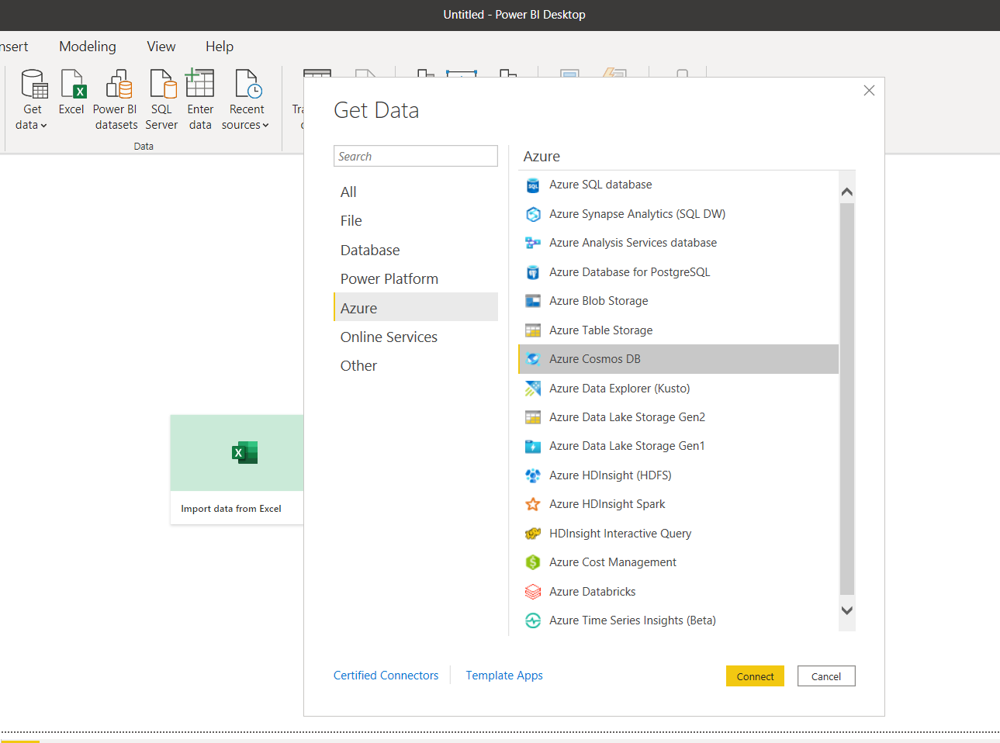 Untitled - Power BI Desktop
nsert Modeling View Help
Get data
Excel
Power BI datasets
SQL Server
Enter data
Recent sources
Data
Get Data
Search
All
File
Database
Power Platform
Azure
Online Services
Other
Azure
Azure SQL database
Azure Synapse Analytics (SQL DW)
Azure Analysis Services database
Azure Database for PostgreSQL
Azure Blob Storage
Azure Table Storage
Azure Cosmos DB
Azure Data Explorer (Kusto)
Azure Data Lake Storage Gen2
Azure Data Lake Storage Gen1
Azure HDInsight (HDFS)
Azure HDInsight Spark
HDInsight Interactive Query
Azure Cost Management
Azure Databricks
Azure Time Series Insights (Beta)
Import data from Excel
Certified Connectors
Template Apps
Connect
Cancel